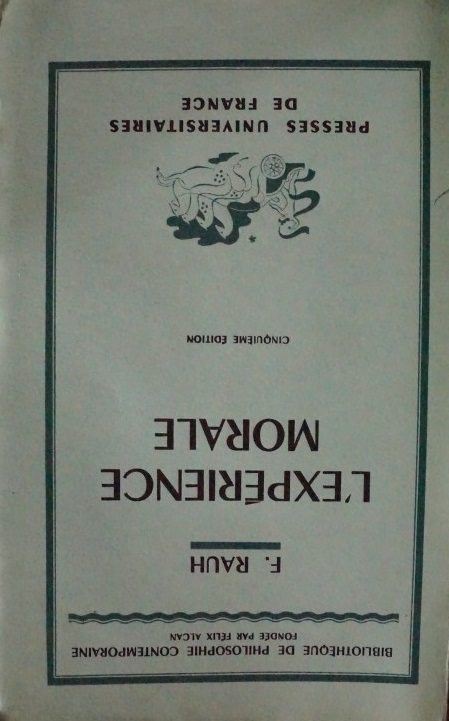 BIBLIOTHÈQUE DE PHILOSOPHIE CONTEMPORAINE
FONDÉE PAR FÉLIX ALCAN
F. RAUH
L'EXPÉRIENCE
MORALE
CINQUIÈME ÉDITION
PRESSES UNIVERSITAIRES
DE FRANCE